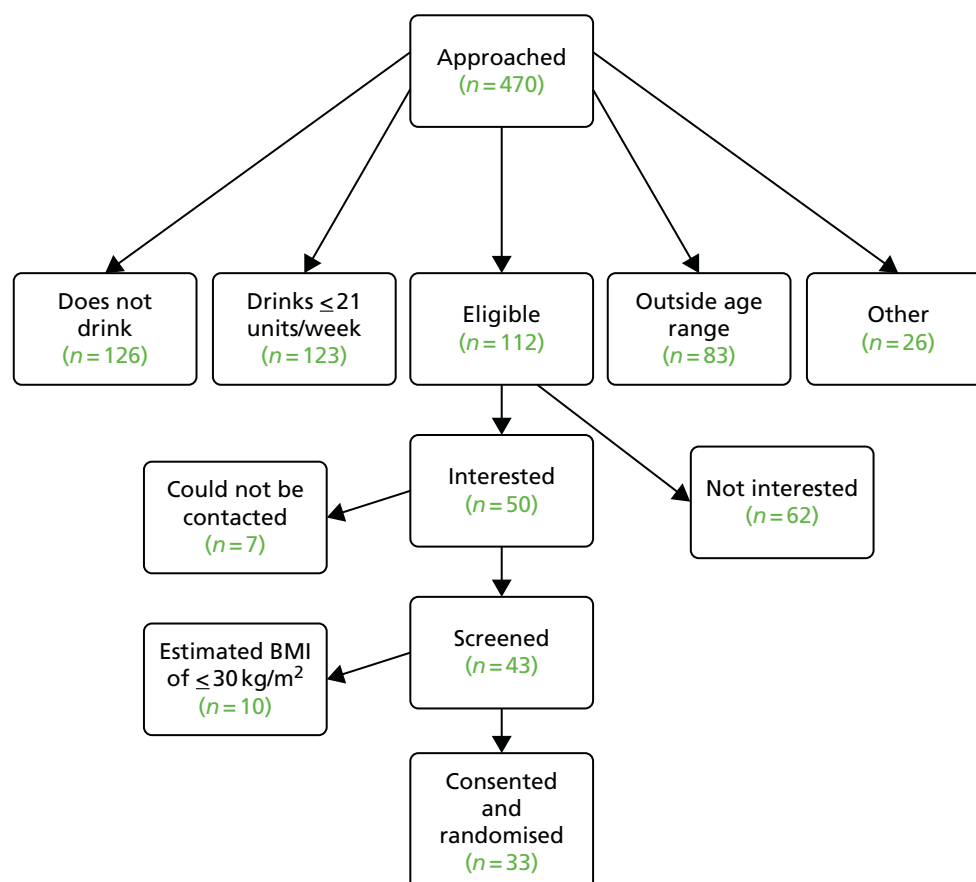 Approached
(n = 470)
Does not
drink
(n = 126)
Drinks ≤21
units/week
(n = 123)
Eligible
(n = 112)
Outside age
range
(n = 83)
Other
(n = 26)
Interested
(n = 50)
Could not be
contacted
(n = 7)
Not interested
(n = 62)
Screened
(n = 43)
Estimated BMI
of ≤30 kg/m²
(n = 10)
Consented
and
randomised
(n = 33)